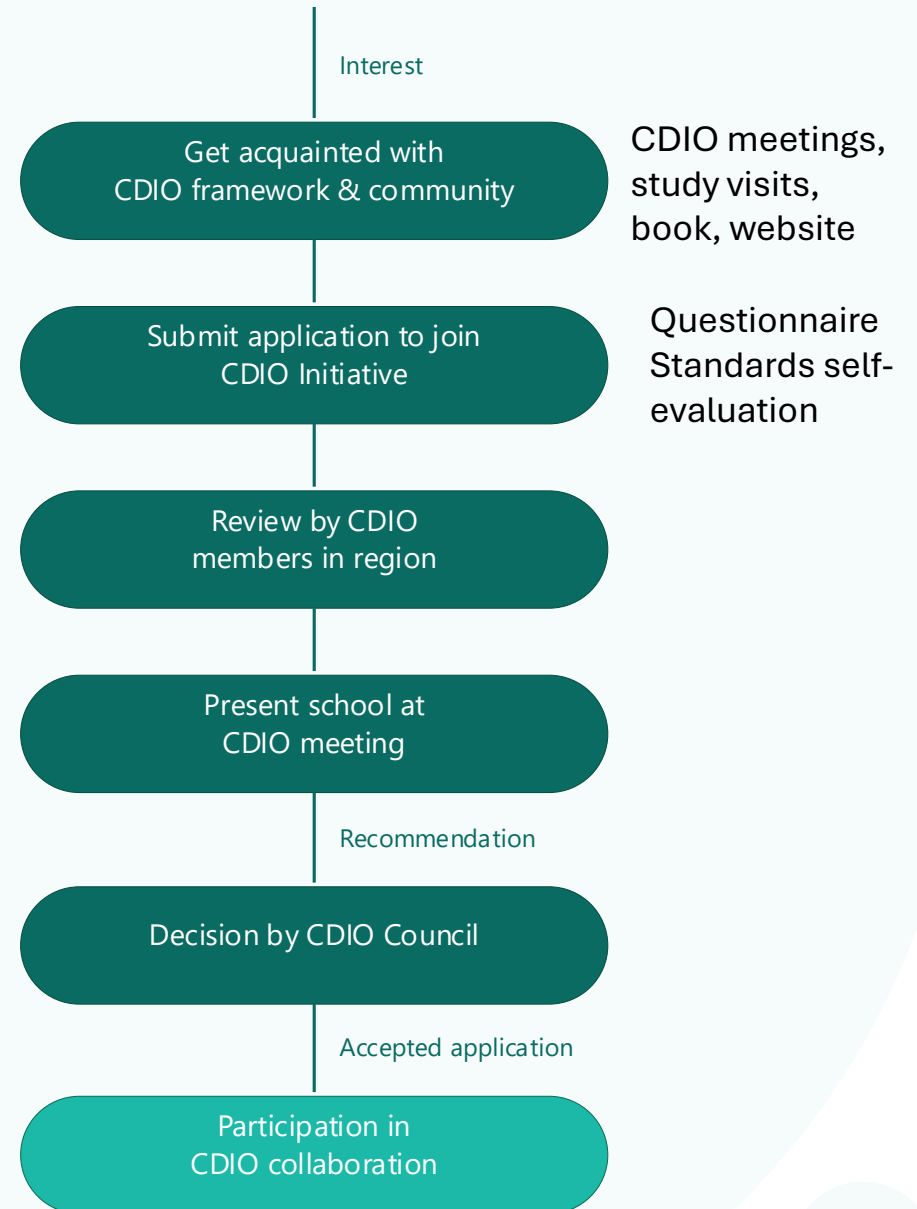 Interest
Get acquainted with
CDIO framework & community
CDIO meetings,
study visits,
book, website
Submit application to join
CDIO Initiative
Questionnaire
Standards self-
evaluation
Review by CDIO
members in region
Present school at
CDIO meeting
Recommendation
Decision by CDIO Council
Accepted application
Participation in
CDIO collaboration